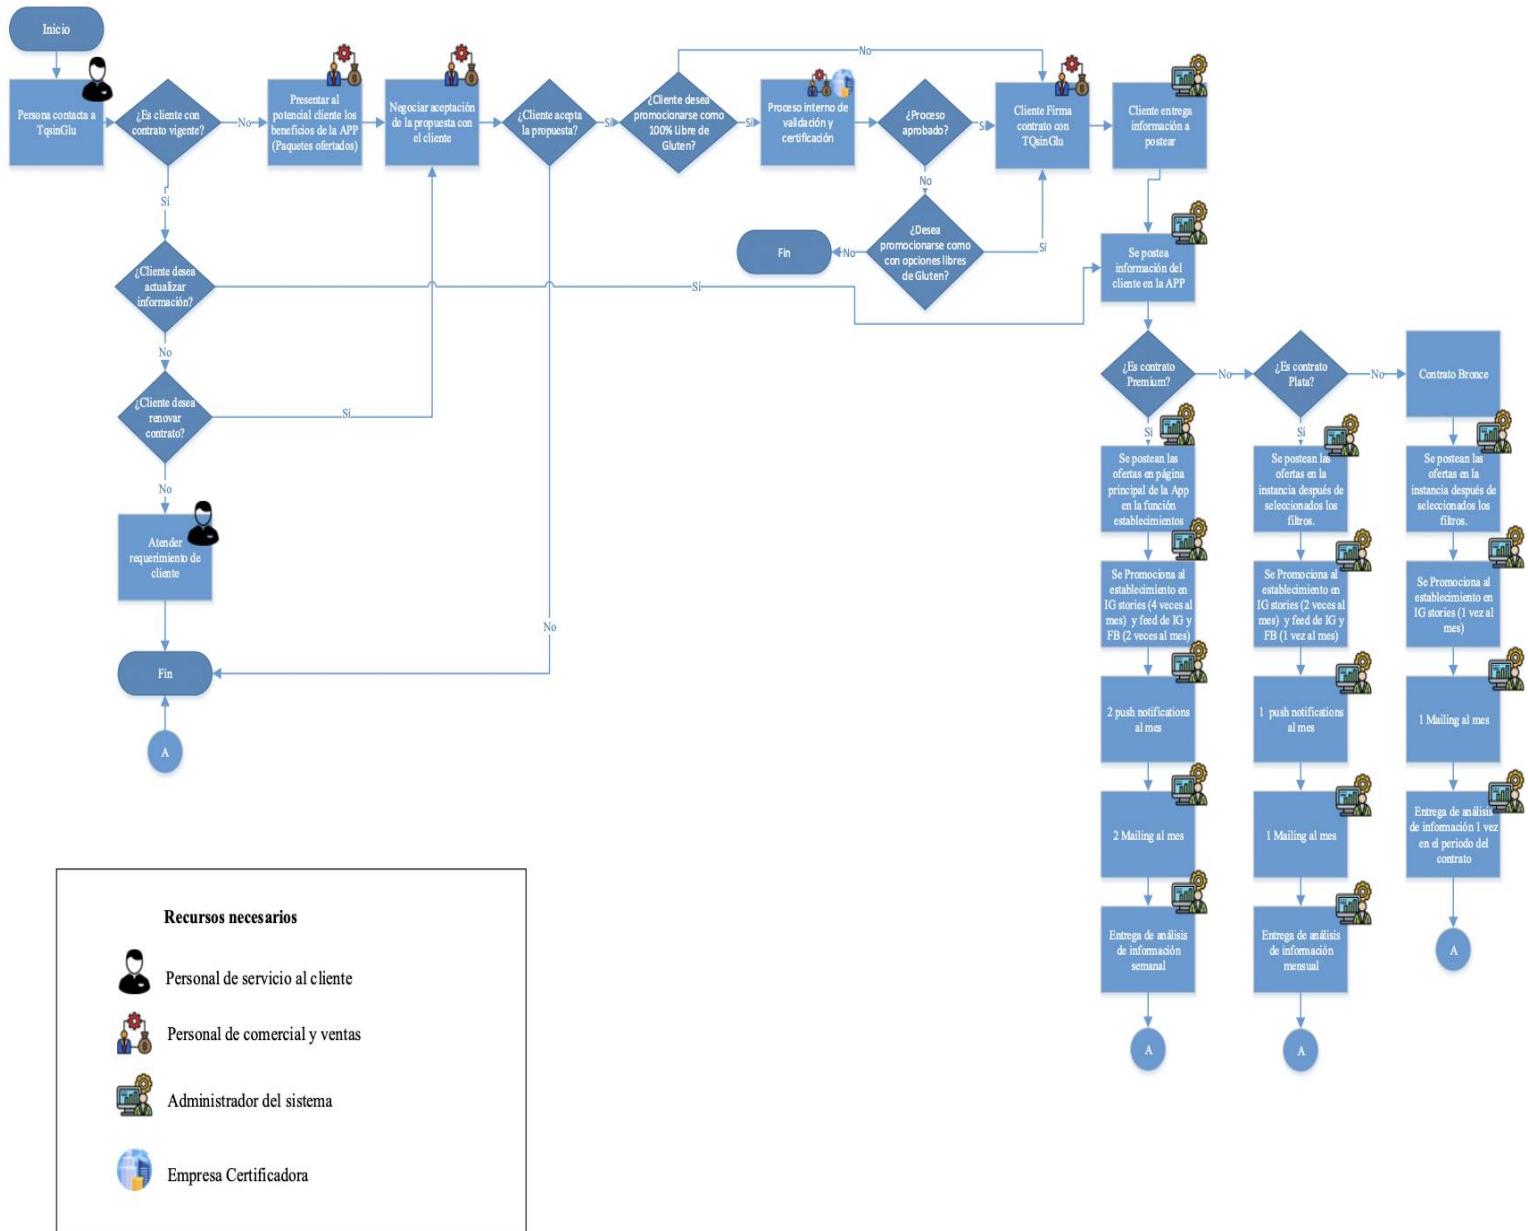 Inicio
Persona contacta a
TqsinGlu
¿Es cliente con
contrato vigente?
No
Presentar al
potencial cliente los
beneficios de la APP
(Paquetes ofertados)
Negociar aceptación
de la propuesta con
el cliente
¿Cliente acepta
la propuesta?
Sí
¿Cliente desea
promocionarse como
100% Libre de
Gluten?
No
Sí
Proceso interno de
validación y
certificación
¿Proceso
aprobado?
Sí
Cliente Firma
contrato con
TQsinGlu
Cliente entrega
información a
postear
No
¿Desea
promocionarse como
con opciones libres
de Gluten?
No
Fin
Sí
Se postea
información del
cliente en la APP
Sí
¿Cliente desea
actualizar
información?
Sí
No
¿Cliente desea
renovar
contrato?
Sí
No
Atender
requerimiento de
cliente
No
Fin
A
¿Es contrato
Premium?
No
¿Es contrato
Plata?
No
Contrato Bronce
Sí
Se postean las
ofertas en página
principal de la App
en la función
establecimientos
Se Promociona al
establecimiento en
IG stories (4 veces al
mes) y feed de IG y
FB (2 veces al mes)
2 push notifications
al mes
2 Mailing al mes
Entrega de análisis
de información
semanal
A
Sí
Se postean las
ofertas en la
instancia después de
seleccionados los
filtros.
Se Promociona al
establecimiento en
IG stories (2 veces al
mes) y feed de IG y
FB (1 vez al mes)
1 push notifications
al mes
1 Mailing al mes
Entrega de análisis
de información
mensual
A
Se postean las
ofertas en la
instancia después de
seleccionados los
filtros.
Se Promociona al
establecimiento en
IG stories (1 vez al
mes)
1 Mailing al mes
Entrega de análisis
de información 1 vez
en el periodo del
contrato
A
Recursos necesarios
Personal de servicio al cliente
Personal de comercial y ventas
Administrador del sistema
Empresa Certificadora